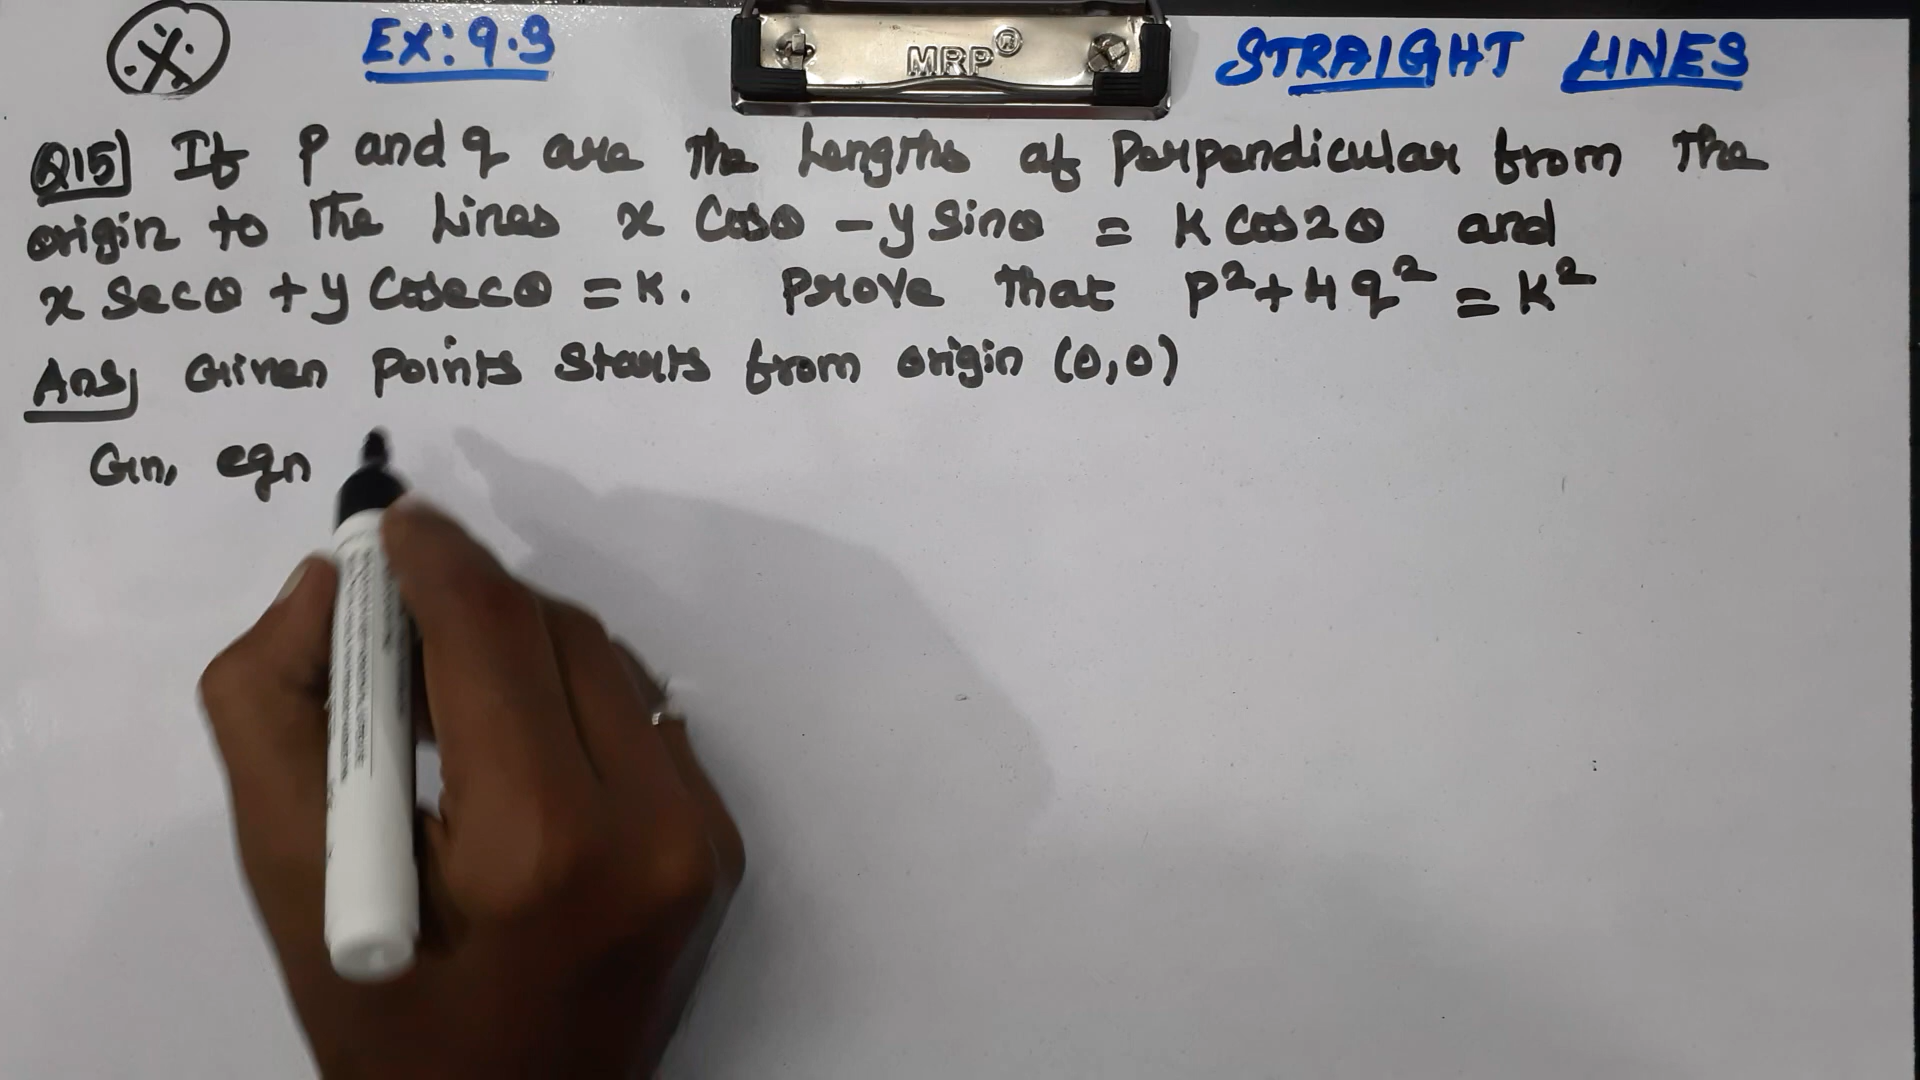 EX: 9.3
MRP®
STRAIGHT LINES
Q15] If p and q are the Lengths of perpendicular from the
origin to the Lines x Cosθ - y Sinθ = K Cos2θ and
x Secθ + y Cosecθ = K. Prove that P² + 4q² = K²
Ans, Given Points Starts from origin (0,0)
Gn, eqn